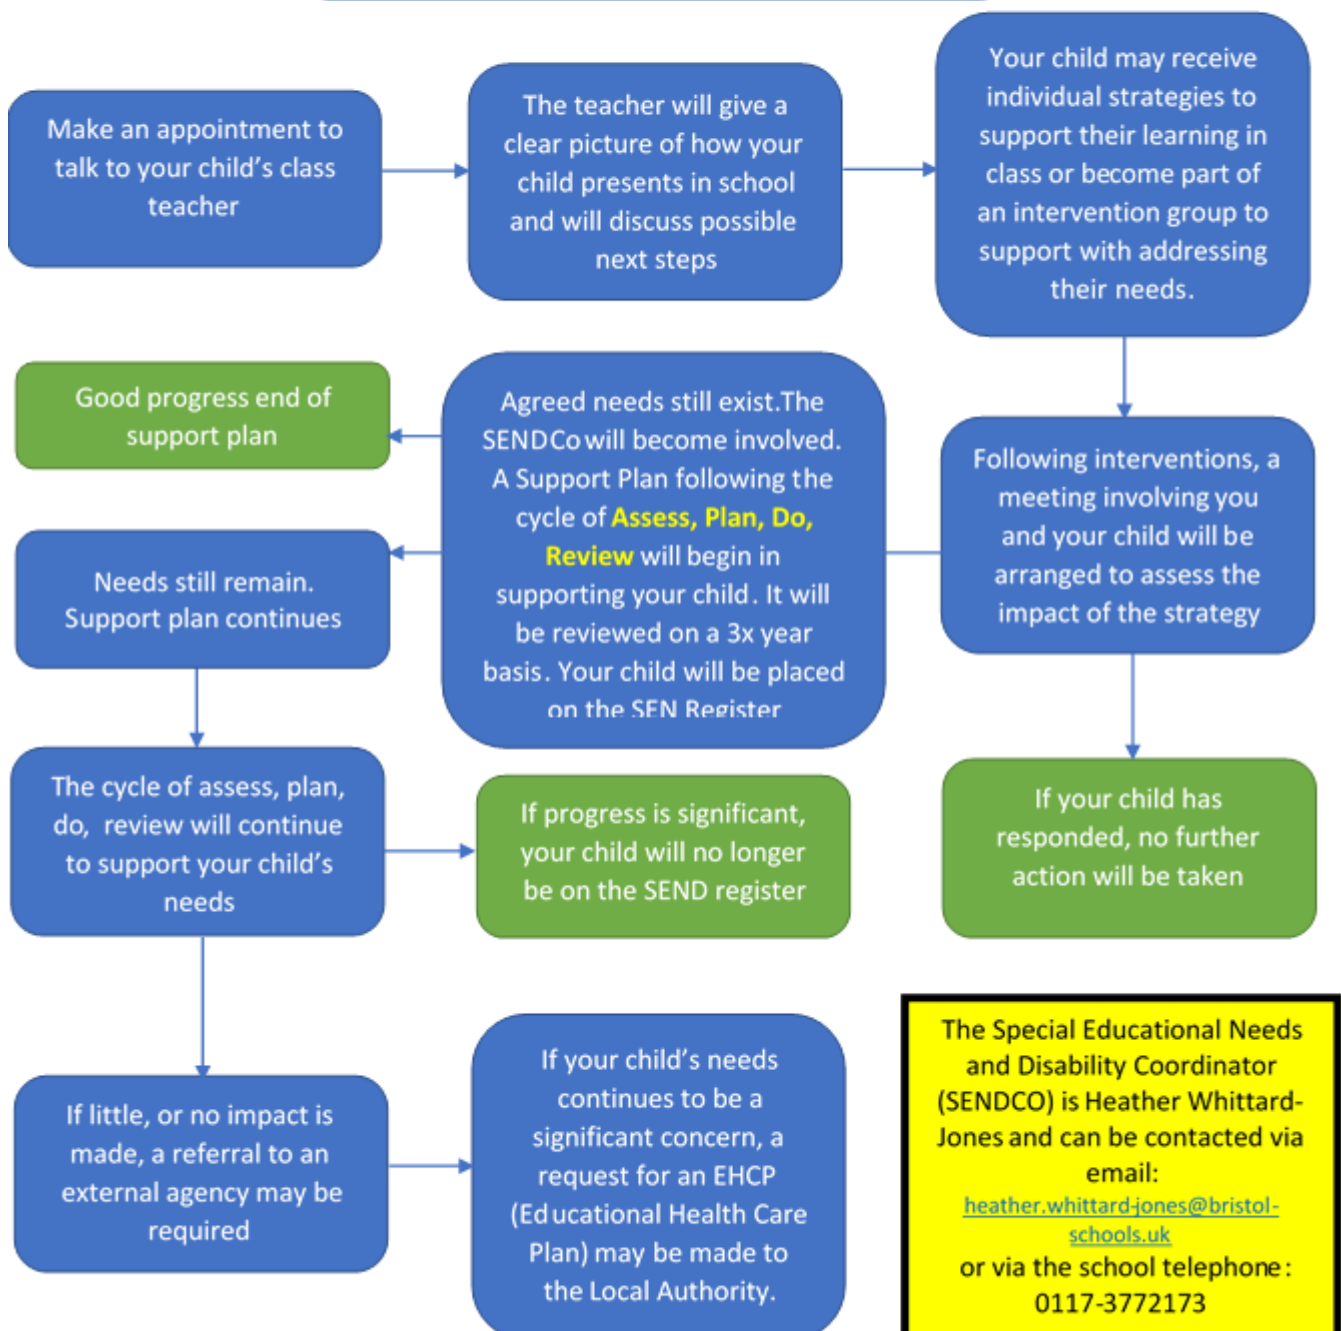 Make an appointment to
talk to your child's class
teacher
The teacher will give a
clear picture of how your
child presents in school
and will discuss possible
next steps
Your child may receive
individual strategies to
support their learning in
class or become part of
an intervention group to
support with addressing
their needs.
Following interventions, a
meeting involving you
and your child will be
arranged to assess the
impact of the strategy
If your child has
responded, no further
action will be taken
Agreed needs still exist.The
SENDCo will become involved.
A Support Plan following the
cycle of Assess, Plan, Do,
Review will begin in
supporting your child. It will
be reviewed on a 3x year
basis. Your child will be placed
on the SEN Register
Good progress end of
support plan
Needs still remain.
Support plan continues
The cycle of assess, plan,
do, review will continue
to support your child's
needs
If progress is significant,
your child will no longer
be on the SEND register
If little, or no impact is
made, a referral to an
external agency may be
required
If your child's needs
continues to be a
significant concern, a
request for an EHCP
(Educational Health Care
Plan) may be made to
the Local Authority.
The Special Educational Needs
and Disability Coordinator
(SENDCO) is Heather Whittard-
Jones and can be contacted via
email:
heather.whittard-jones@bristol-
schools.uk
or via the school telephone:
0117-3772173